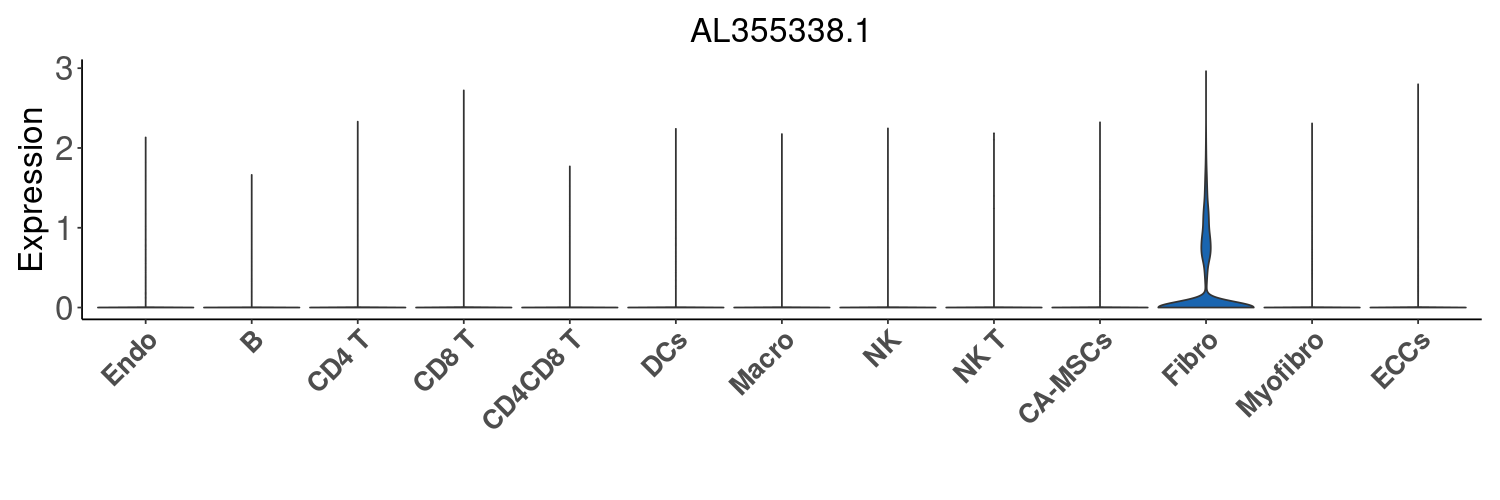 AL355338.1
Expression
3
2
1
0
Endo
B
CD4 T
CD8 T
CD4CD8 T
DCs
Macro
NK
NK T
CA-MSCs
Fibro
Myofibro
ECCs